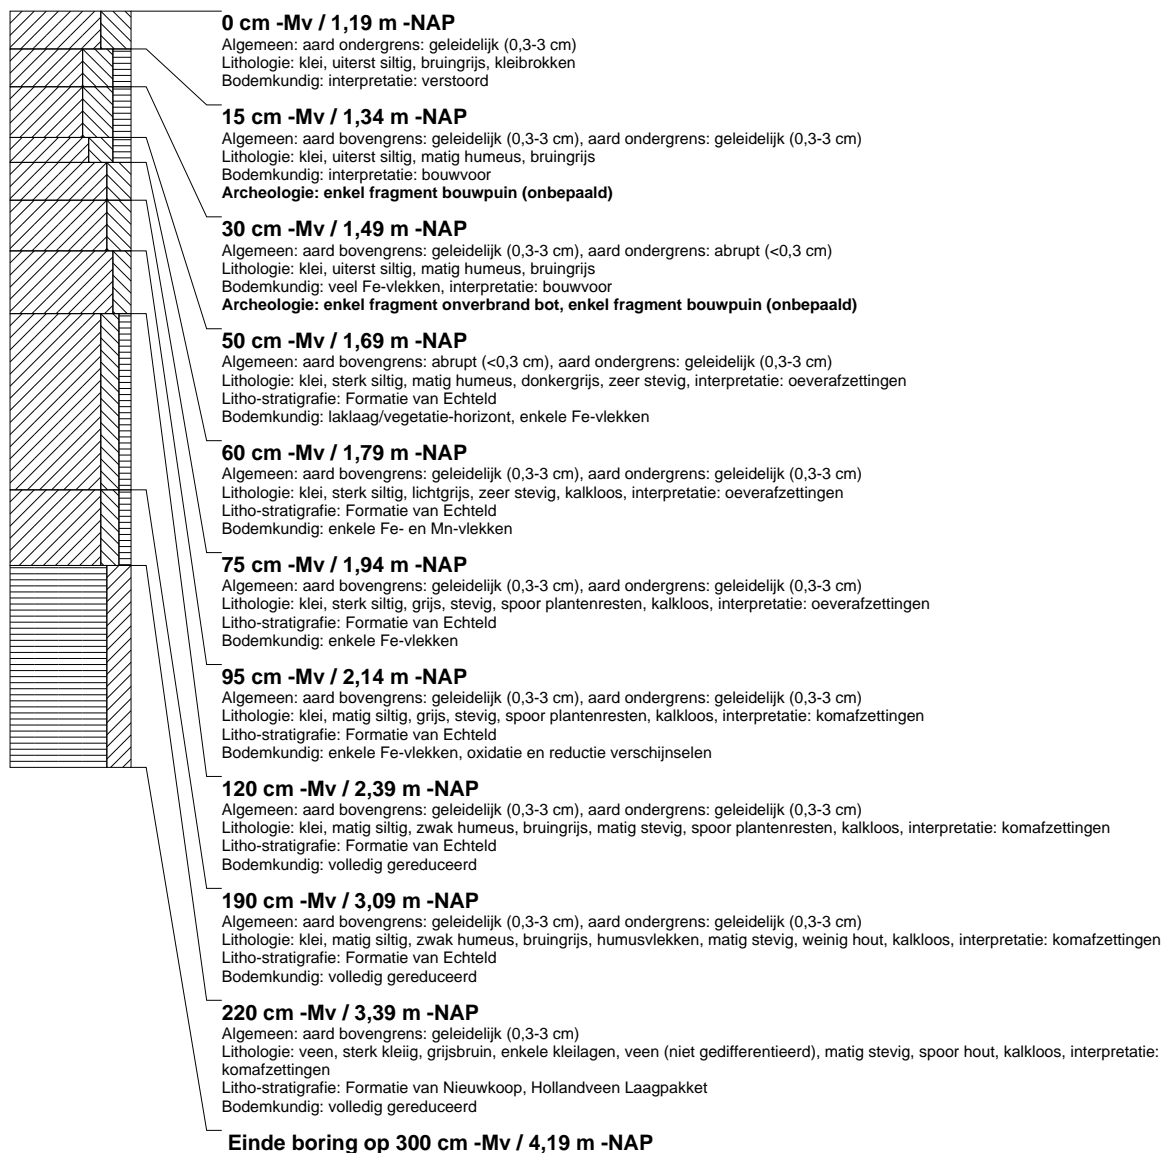 0 cm -Mv / 1,19 m -NAP
Algemeen: aard ondergrens: geleidelijk (0,3-3 cm)
Lithologie: klei, uiterst siltig, bruingrijs, kleibrokken
Bodemkundig: interpretatie: verstoord
15 cm -Mv / 1,34 m -NAP
Algemeen: aard bovengrens: geleidelijk (0,3-3 cm), aard ondergrens: geleidelijk (0,3-3 cm)
Lithologie: klei, uiterst siltig, matig humeus, bruingrijs
Bodemkundig: interpretatie: bouwvoor
Archeologie: enkel fragment bouwpuin (onbepaald)
30 cm -Mv / 1,49 m -NAP
Algemeen: aard bovengrens: geleidelijk (0,3-3 cm), aard ondergrens: abrupt (<0,3 cm)
Lithologie: klei, uiterst siltig, matig humeus, bruingrijs
Bodemkundig: veel Fe-vlekken, interpretatie: bouwvoor
Archeologie: enkel fragment onverbrand bot, enkel fragment bouwpuin (onbepaald)
50 cm -Mv / 1,69 m -NAP
Algemeen: aard bovengrens: abrupt (<0,3 cm), aard ondergrens: geleidelijk (0,3-3 cm)
Lithologie: klei, sterk siltig, matig humeus, donkergrijs, zeer stevig, interpretatie: oeverafzettingen
Litho-stratigrafie: Formatie van Echteld
Bodemkundig: laklaag/vegetatie-horizont, enkele Fe-vlekken
60 cm -Mv / 1,79 m -NAP
Algemeen: aard bovengrens: geleidelijk (0,3-3 cm), aard ondergrens: geleidelijk (0,3-3 cm)
Lithologie: klei, sterk siltig, lichtgrijs, zeer stevig, kalkloos, interpretatie: oeverafzettingen
Litho-stratigrafie: Formatie van Echteld
Bodemkundig: enkele Fe- en Mn-vlekken
75 cm -Mv / 1,94 m -NAP
Algemeen: aard bovengrens: geleidelijk (0,3-3 cm), aard ondergrens: geleidelijk (0,3-3 cm)
Lithologie: klei, sterk siltig, grijs, stevig, spoor plantenresten, kalkloos, interpretatie: oeverafzettingen
Litho-stratigrafie: Formatie van Echteld
Bodemkundig: enkele Fe-vlekken
95 cm -Mv / 2,14 m -NAP
Algemeen: aard bovengrens: geleidelijk (0,3-3 cm), aard ondergrens: geleidelijk (0,3-3 cm)
Lithologie: klei, matig siltig, grijs, stevig, spoor plantenresten, kalkloos, interpretatie: komafzettingen
Litho-stratigrafie: Formatie van Echteld
Bodemkundig: enkele Fe-vlekken, oxidatie en reductie verschijnselen
120 cm -Mv / 2,39 m -NAP
Algemeen: aard bovengrens: geleidelijk (0,3-3 cm), aard ondergrens: geleidelijk (0,3-3 cm)
Lithologie: klei, matig siltig, zwak humeus, bruingrijs, matig stevig, spoor plantenresten, kalkloos, interpretatie: komafzettingen
Litho-stratigrafie: Formatie van Echteld
Bodemkundig: volledig gereduceerd
190 cm -Mv / 3,09 m -NAP
Algemeen: aard bovengrens: geleidelijk (0,3-3 cm), aard ondergrens: geleidelijk (0,3-3 cm)
Lithologie: klei, matig siltig, zwak humeus, bruingrijs, humusvlekken, matig stevig, weinig hout, kalkloos, interpretatie: komafzettingen
Litho-stratigrafie: Formatie van Echteld
Bodemkundig: volledig gereduceerd
220 cm -Mv / 3,39 m -NAP
Algemeen: aard bovengrens: geleidelijk (0,3-3 cm)
Lithologie: veen, sterk kleiig, grijsbruin, enkele kleilagen, veen (niet gedifferentieerd), matig stevig, spoor hout, kalkloos, interpretatie:
komafzettingen
Litho-stratigrafie: Formatie van Nieuwkoop, Hollandveen Laagpakket
Bodemkundig: volledig gereduceerd
Einde boring op 300 cm -Mv / 4,19 m -NAP